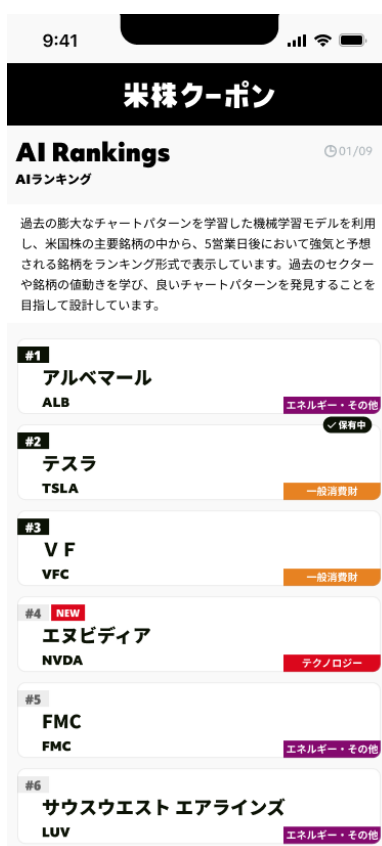 9:41
米株クーポン
AI Rankings
01/09
AIランキング
過去の膨大なチャートパターンを学習した機械学習モデルを利用
し、米国株の主要銘柄の中から、5営業日後において強気と予想
される銘柄をランキング形式で表示しています。過去のセクター
や銘柄の値動きを学び、良いチャートパターンを発見することを
目指して設計しています。
#1
アルベマール
ALB
エネルギー・その他
保有中
#2
テスラ
TSLA
一般消費財
#3
ＶＦ
VFC
一般消費財
#4 NEW
エヌビディア
NVDA
テクノロジー
#5
FMC
FMC
エネルギー・その他
#6
サウスウエスト エアラインズ
LUV
エネルギー・その他